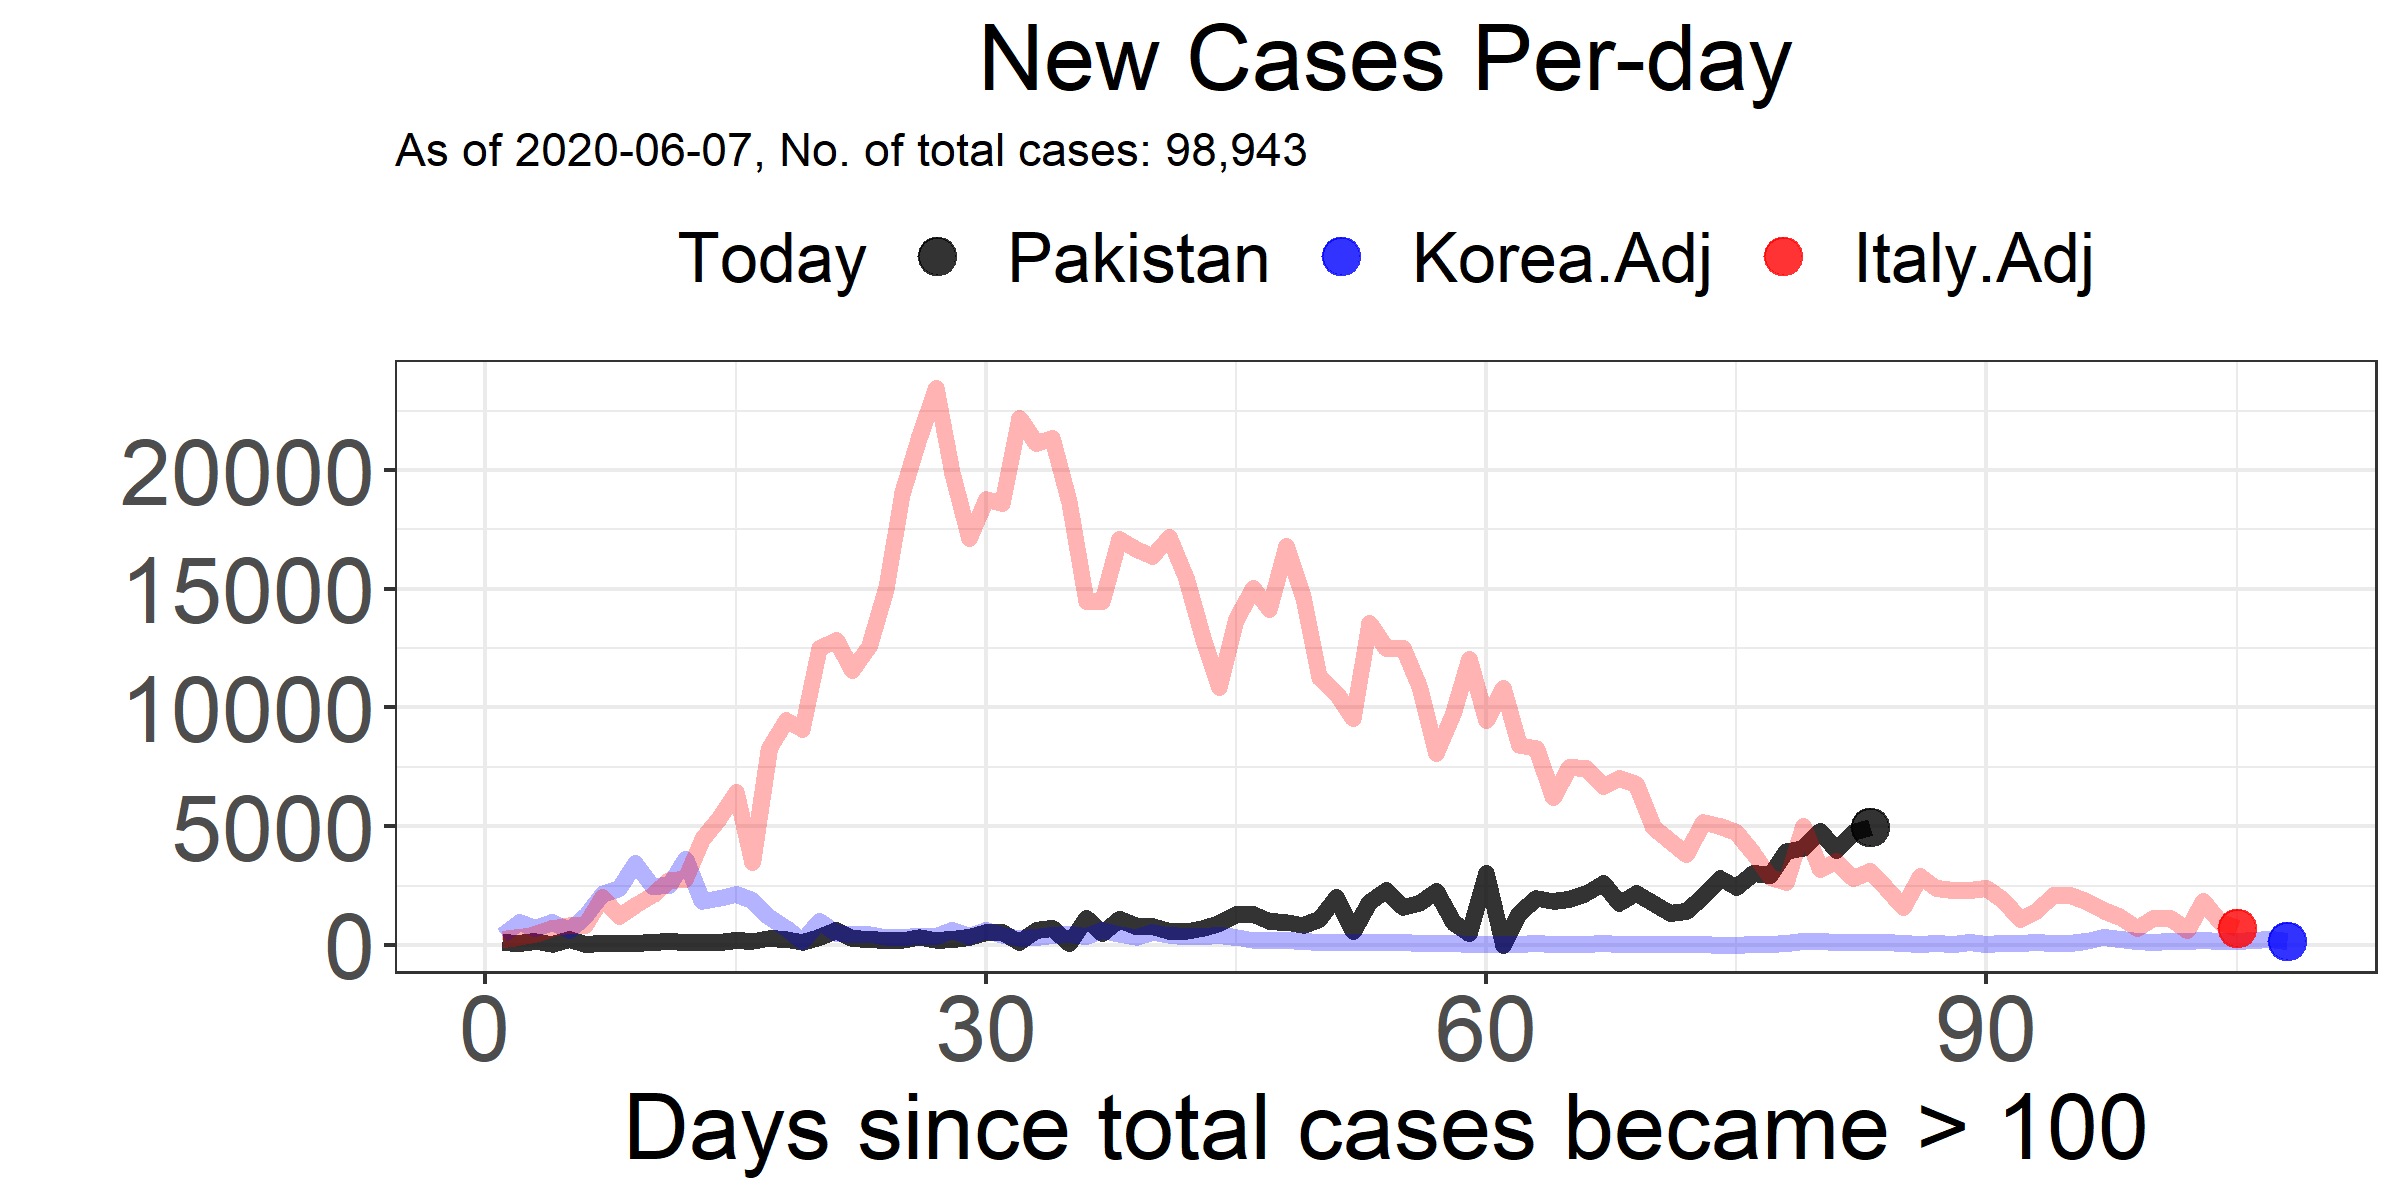 New Cases Per-day
As of 2020-06-07, No. of total cases: 98,943
Today Pakistan Korea.Adj Italy.Adj
20000
15000
10000
5000
0
0 30 60 90
Days since total cases became > 100